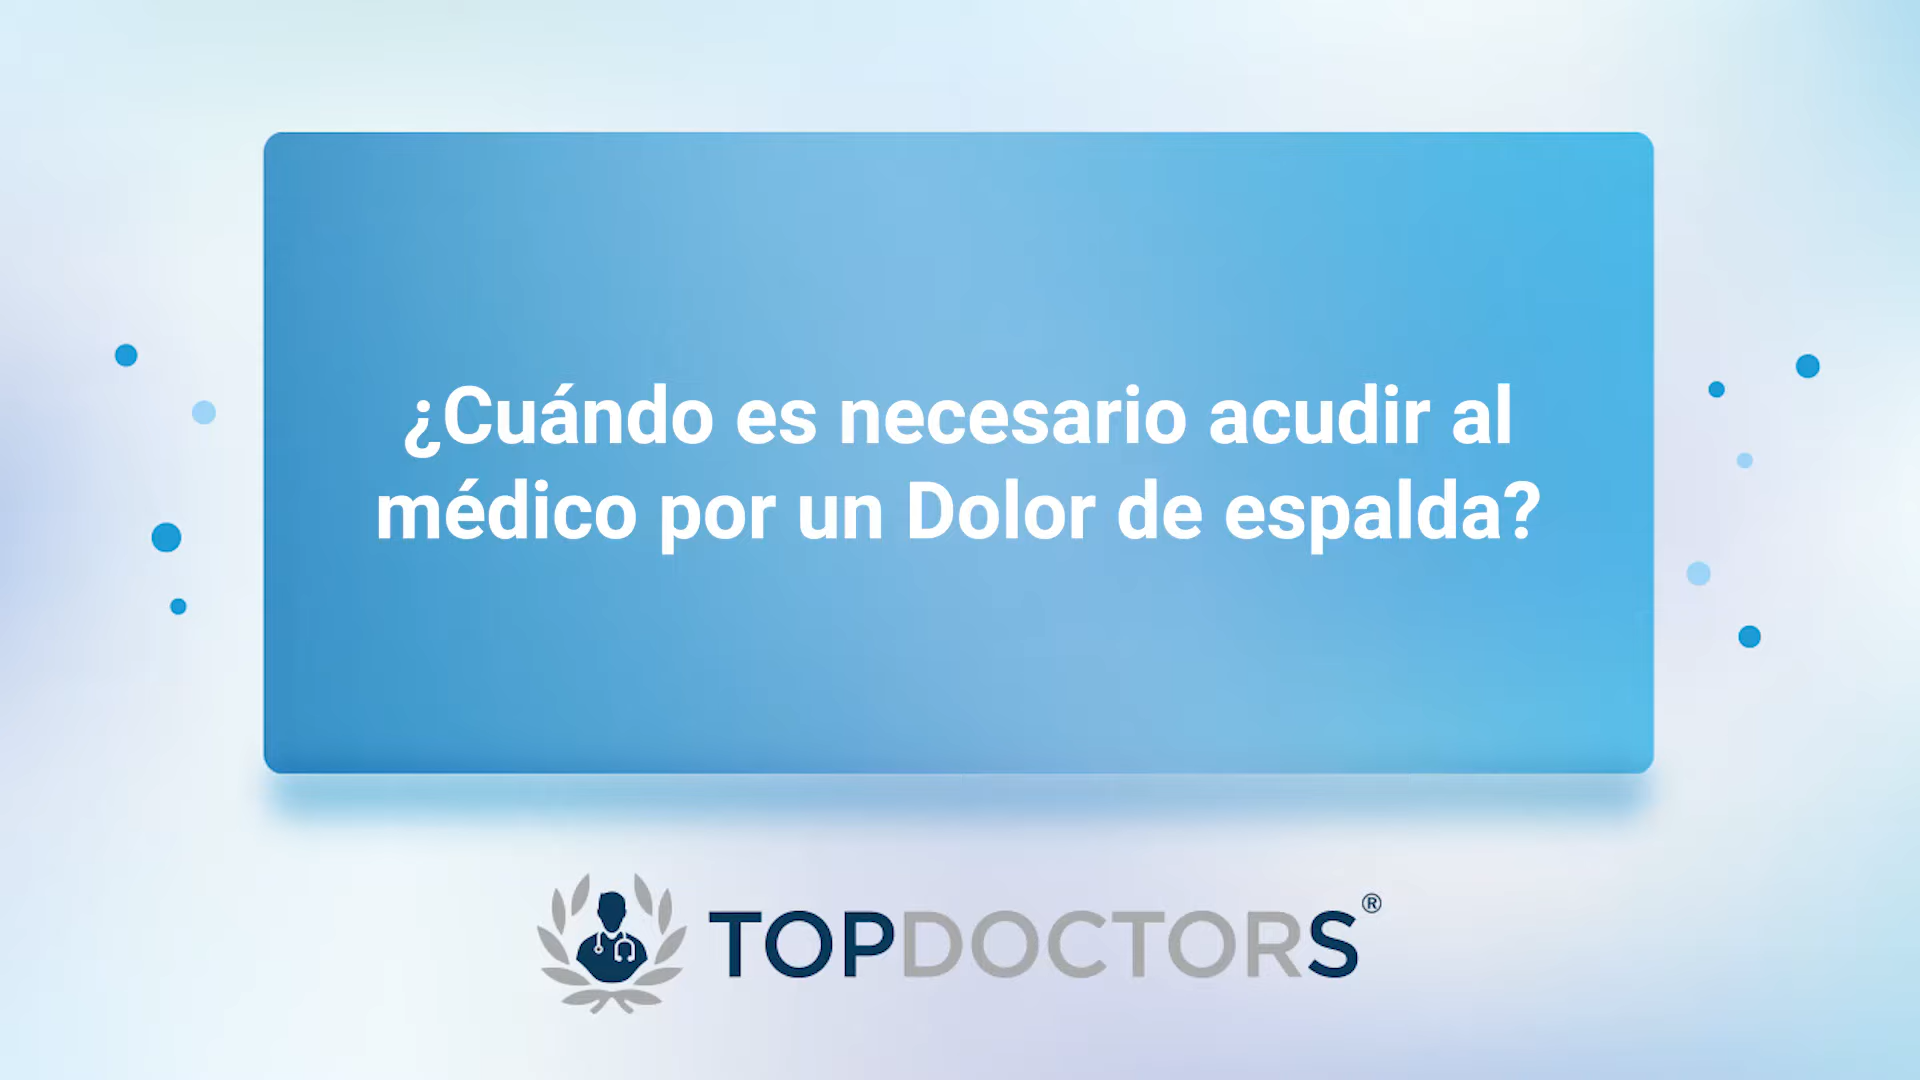 ¿Cuándo es necesario acudir al
médico por un Dolor de espalda?
TOPDOCTORS®